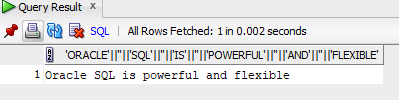 Query Result ×
SQL | All Rows Fetched: 1 in 0.002 seconds
'ORACLE'||''||'SQL'||''||'IS'||''||'POWERFUL'||''||'AND'||''||'FLEXIBLE'
1 Oracle SQL is powerful and flexible